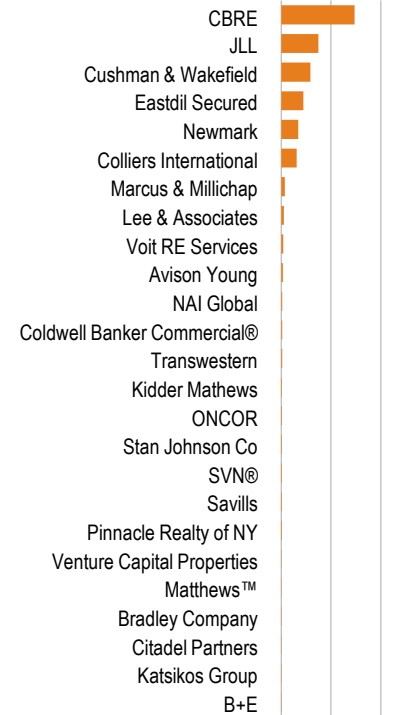 CBRE
JLL
Cushman & Wakefield
Eastdil Secured
Newmark
Colliers International
Marcus & Millichap
Lee & Associates
Voit RE Services
Avison Young
NAI Global
Coldwell Banker Commercial®
Transwestern
Kidder Mathews
ONCOR
Stan Johnson Co
SVN®
Savills
Pinnacle Realty of NY
Venture Capital Properties
Matthews™
Bradley Company
Citadel Partners
Katsikos Group
B+E